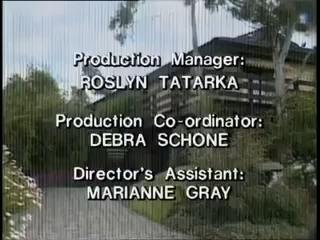 Production Manager:
ROSLYN TATARKA
Production Co-ordinator:
DEBRA SCHONE
Director's Assistant:
MARIANNE GRAY